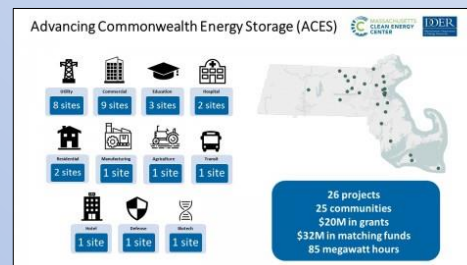 Advancing Commonwealth Energy Storage (ACES)
MASSACHUSETTS
CLEAN ENERGY
CENTER
DOER
Utility
Commercial
Education
Hospital
8 sites
9 sites
3 sites
2 sites
Residential
Manufacturing
Agriculture
Transit
2 sites
1 site
1 site
1 site
Hotel
Defense
Biotech
1 site
1 site
1 site
26 projects
25 communities
$20M in grants
$32M in matching funds
85 megawatt hours